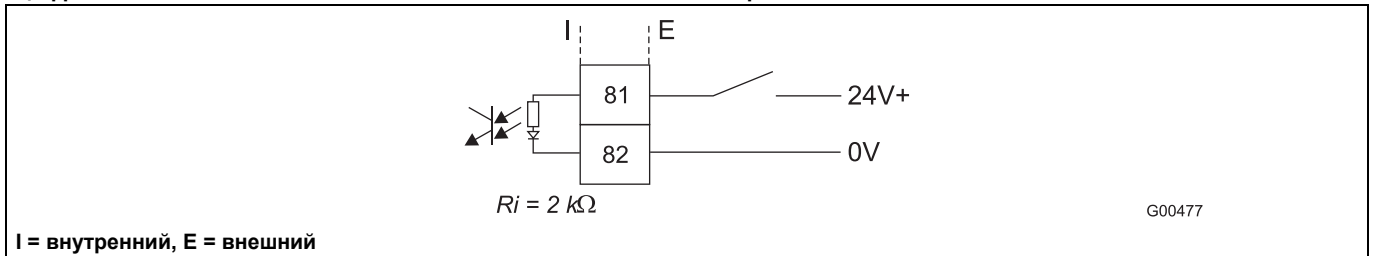 I E
81 24V+
82 0V
Ri = 2 kΩ
G00477
I = внутренний, E = внешний